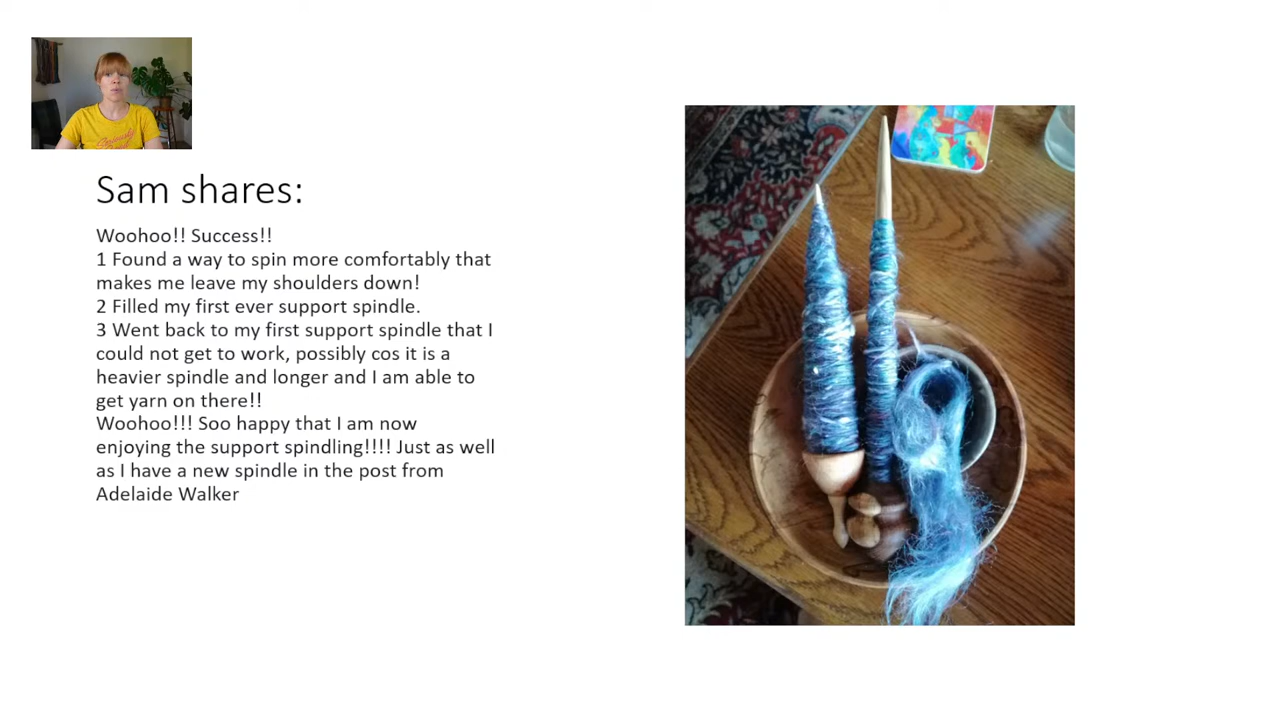 Sam shares:
Woohoo!! Success!!
1 Found a way to spin more comfortably that
makes me leave my shoulders down!
2 Filled my first ever support spindle.
3 Went back to my first support spindle that I
could not get to work, possibly cos it is a
heavier spindle and longer and I am able to
get yarn on there!!
Woohoo!!! Soo happy that I am now
enjoying the support spindling!!!! Just as well
as I have a new spindle in the post from
Adelaide Walker